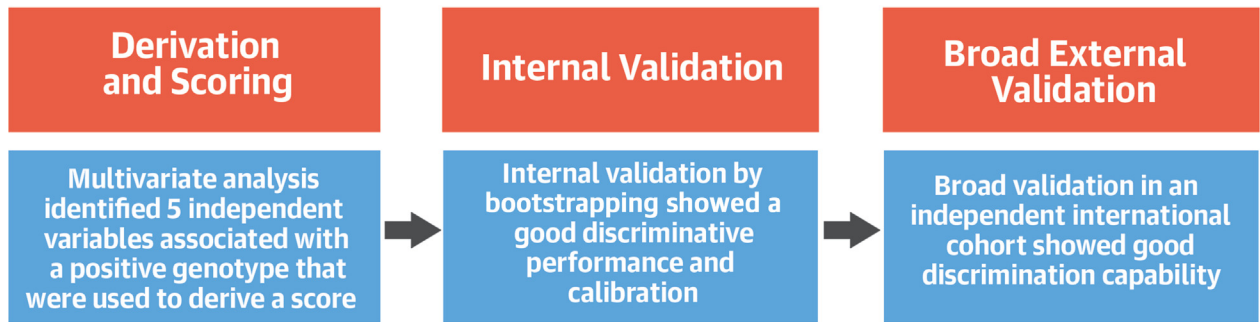 Derivation
and Scoring
Multivariate analysis
identified 5 independent
variables associated with
a positive genotype that
were used to derive a score
Internal Validation
Internal validation by
bootstrapping showed a
good discriminative
performance and
calibration
Broad External
Validation
Broad validation in an
independent international
cohort showed good
discrimination capability